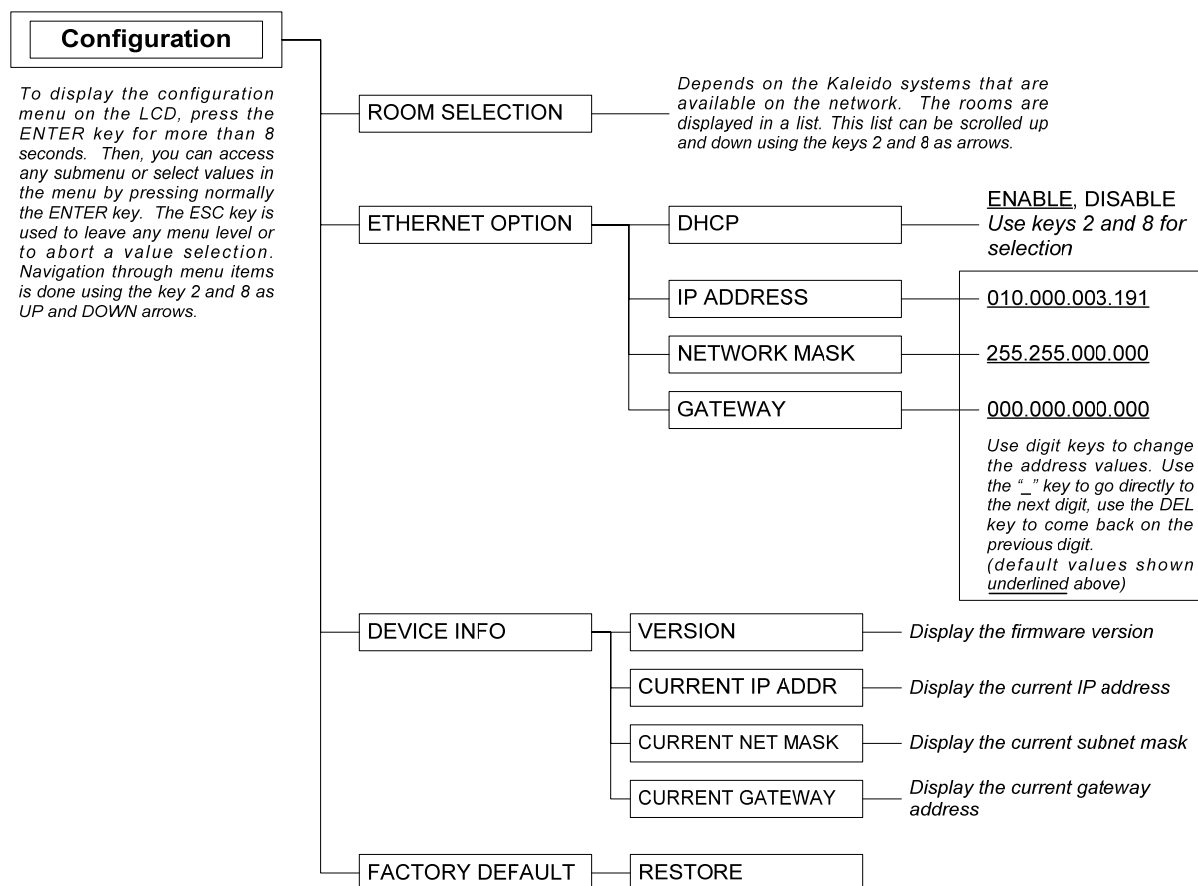 Configuration
To display the configuration
menu on the LCD, press the
ENTER key for more than 8
seconds. Then, you can access
any submenu or select values in
the menu by pressing normally
the ENTER key. The ESC key is
used to leave any menu level or
to abort a value selection.
Navigation through menu items
is done using the key 2 and 8 as
UP and DOWN arrows.
ROOM SELECTION
Depends on the Kaleido systems that are
available on the network. The rooms are
displayed in a list. This list can be scrolled up
and down using the keys 2 and 8 as arrows.
ETHERNET OPTION
DHCP
ENABLE, DISABLE
Use keys 2 and 8 for
selection
IP ADDRESS
010.000.003.191
NETWORK MASK
255.255.000.000
GATEWAY
000.000.000.000
Use digit keys to change
the address values. Use
the “_” key to go directly to
the next digit, use the DEL
key to come back on the
previous digit.
(default values shown
underlined above)
DEVICE INFO
VERSION
Display the firmware version
CURRENT IP ADDR
Display the current IP address
CURRENT NET MASK
Display the current subnet mask
CURRENT GATEWAY
Display the current gateway
address
FACTORY DEFAULT
RESTORE